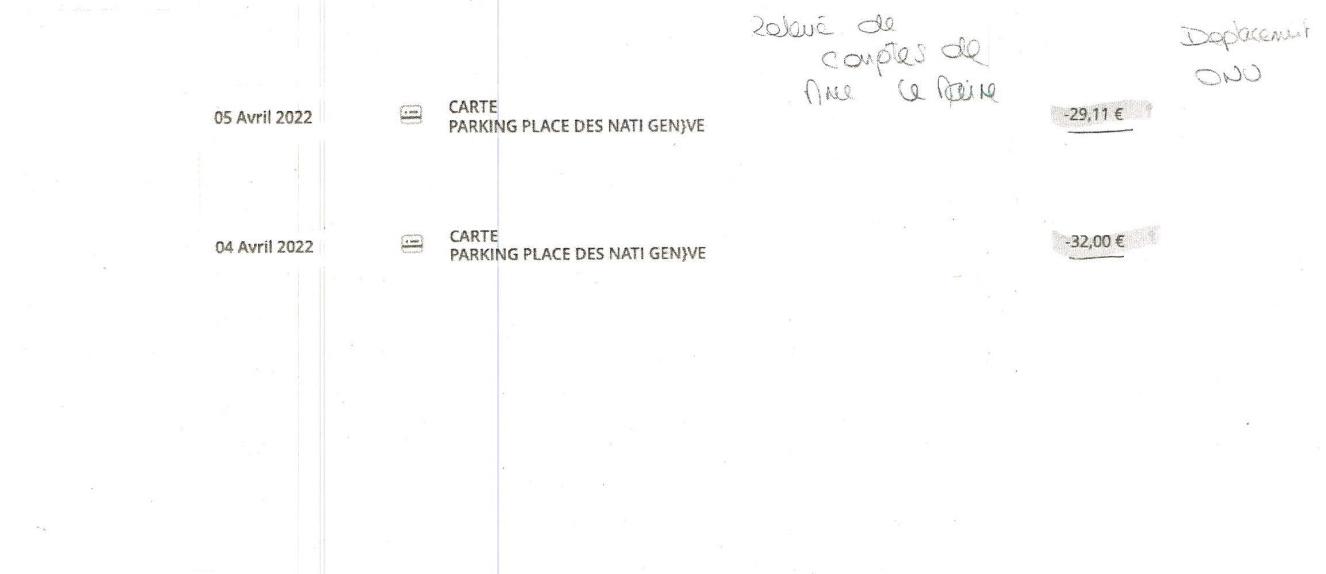 Relevé de
comptes de
Mme Le Maire
Deplacement
ONU
05 Avril 2022
CARTE
PARKING PLACE DES NATI GEN}VE
-29,11 €
04 Avril 2022
CARTE
PARKING PLACE DES NATI GEN}VE
-32,00 €